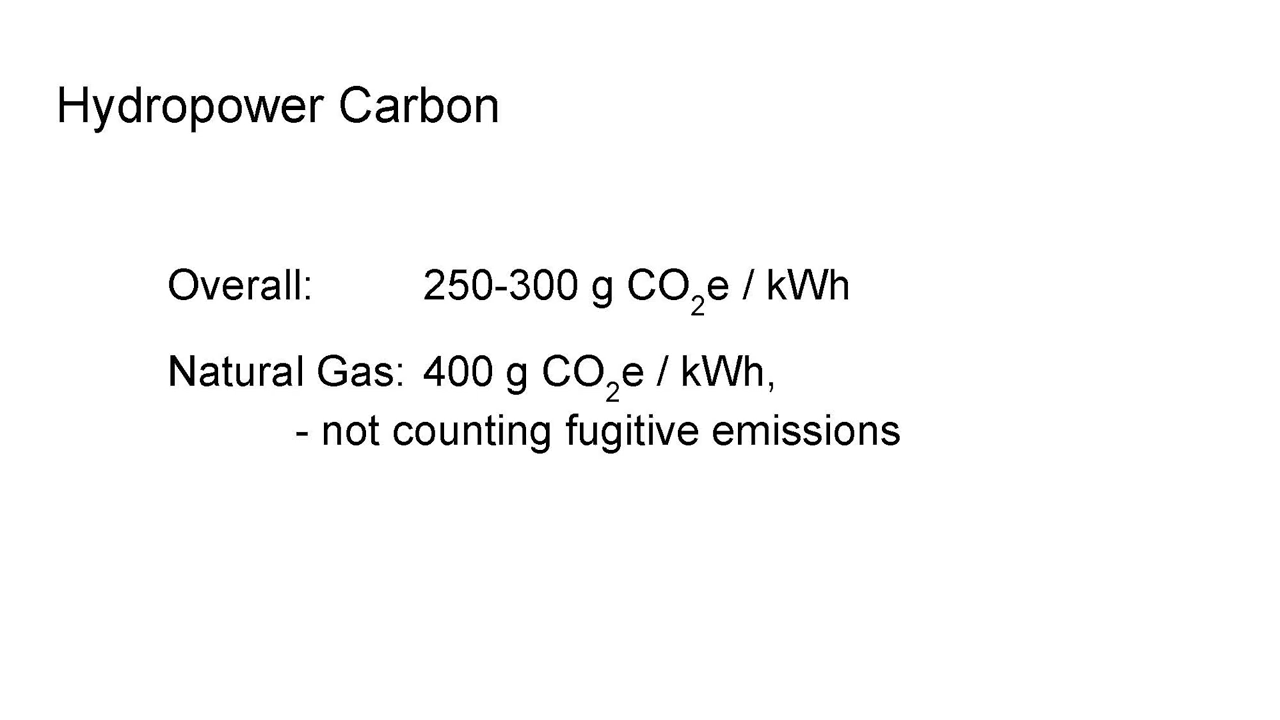 Hydropower Carbon
Overall: 250-300 g CO₂e / kWh
Natural Gas: 400 g CO₂e / kWh,
- not counting fugitive emissions